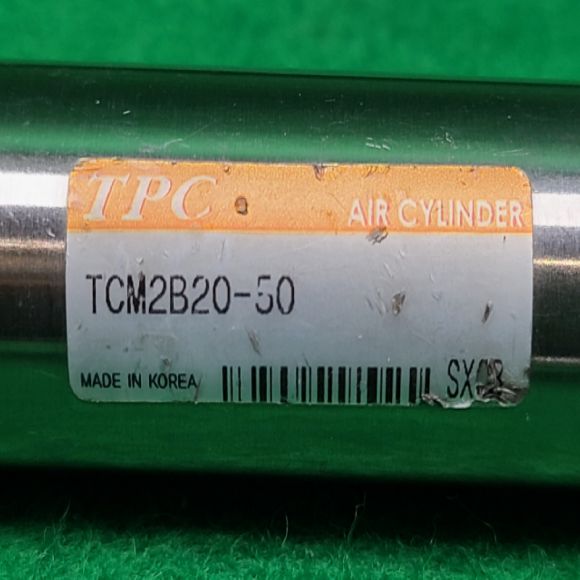 TPC
AIR CYLINDER
TCM2B20-50
MADE IN KOREA